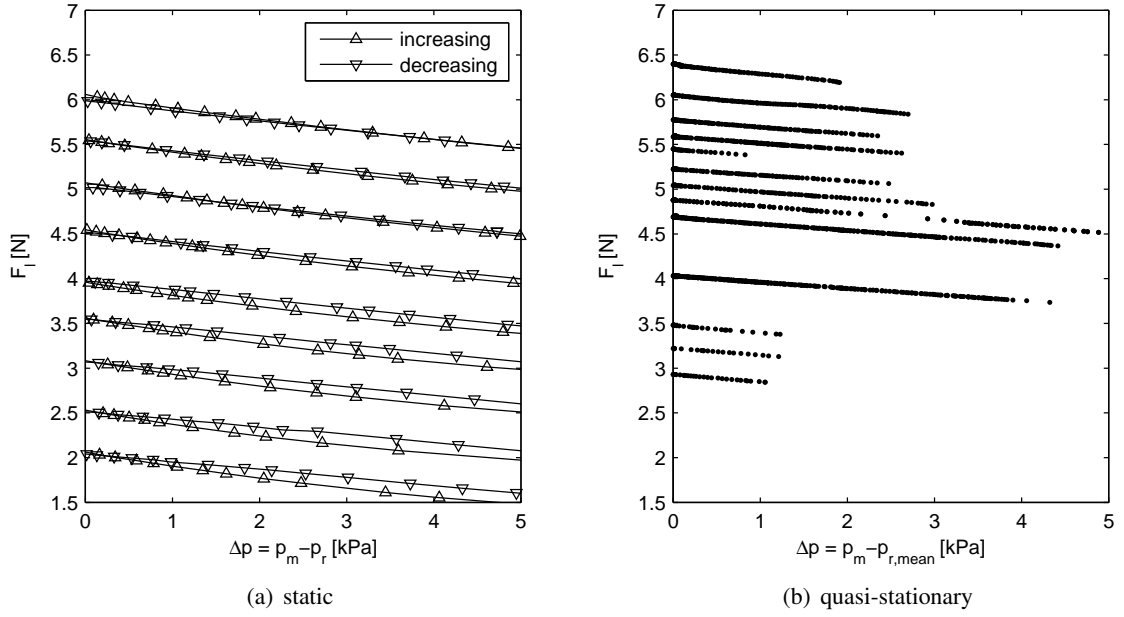 7
6.5
6
5.5
5
4.5
4
3.5
3
2.5
2
1.5
0 1 2 3 4 5
F_l [N]
Δp = p_m−p_r [kPa]
increasing
decreasing
(a) static
7
6.5
6
5.5
5
4.5
4
3.5
3
2.5
2
1.5
0 1 2 3 4 5
F_l [N]
Δp = p_m−p_r,mean [kPa]
(b) quasi-stationary